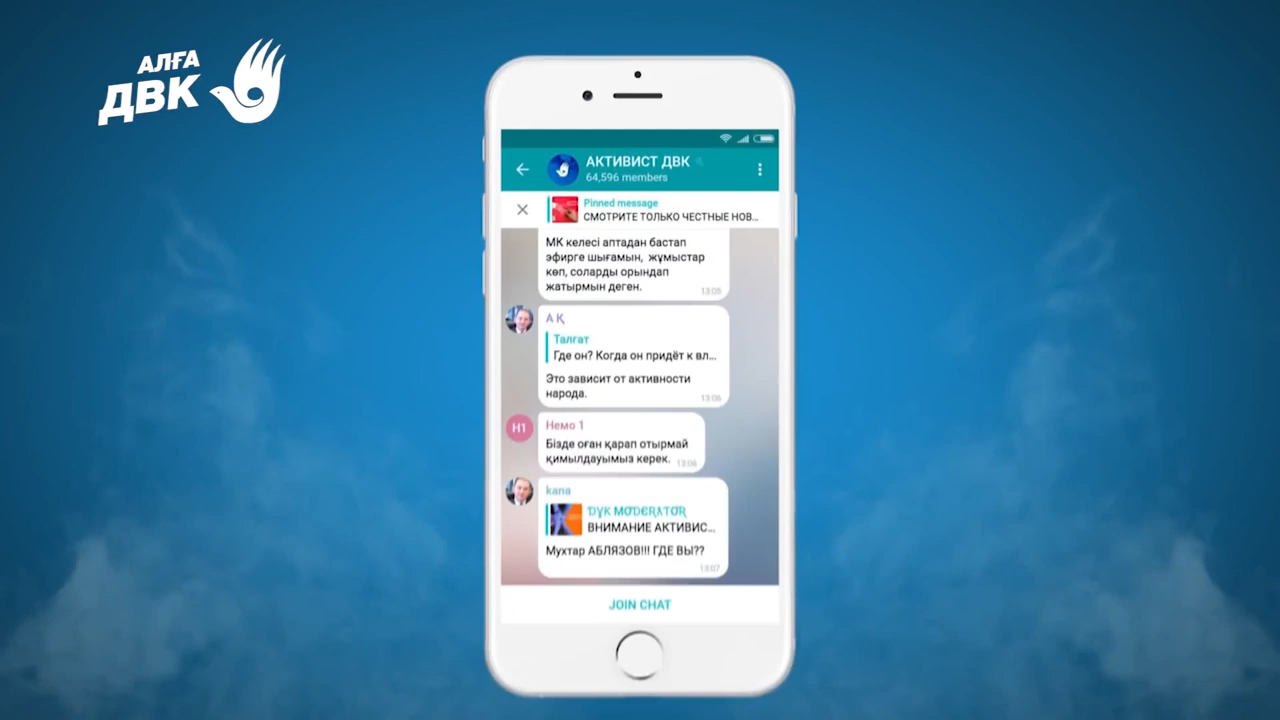 АЛҒА
ДВК
АКТИВИСТ ДВК
64,596 members
Pinned message
СМОТРИТЕ ТОЛЬКО ЧЕСТНЫЕ НОВ...
МК келесі аптадан бастап
эфирге шығамын, жұмыстар
көп, соларды орындап
жатырмын деген.
13:05
А Қ
Талгат
Где он? Когда он придёт к вл...
Это зависит от активности
народа.
13:06
Н1
Немо 1
Бізде оған қарап отырмай
қимылдауымыз керек.
13:06
kana
DҰK MODERATOR
ВНИМАНИЕ АКТИВИС...
Мухтар АБЛЯЗОВ!!! ГДЕ ВЫ??
13:07
JOIN CHAT